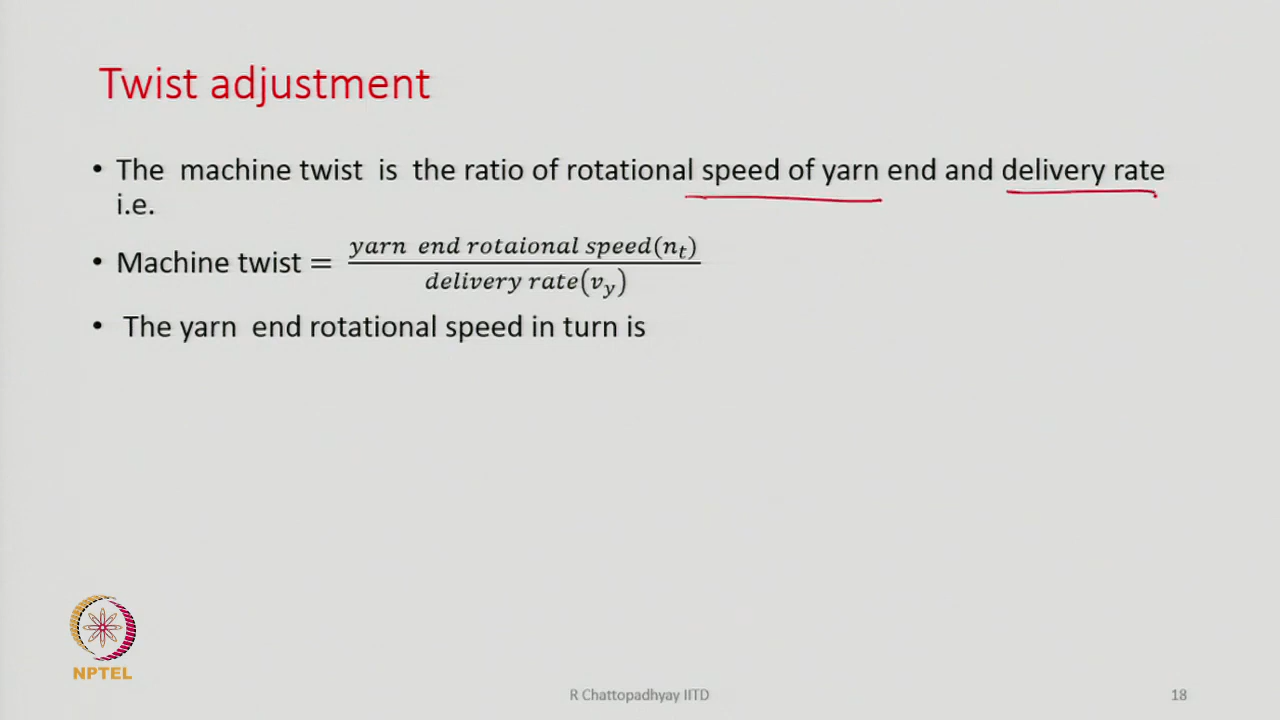 Twist adjustment
• The machine twist is the ratio of rotational speed of yarn end and delivery rate
i.e.
• Machine twist = yarn end rotaional speed(n_t) / delivery rate(v_y)
• The yarn end rotational speed in turn is
NPTEL
R Chattopadhyay IITD
18